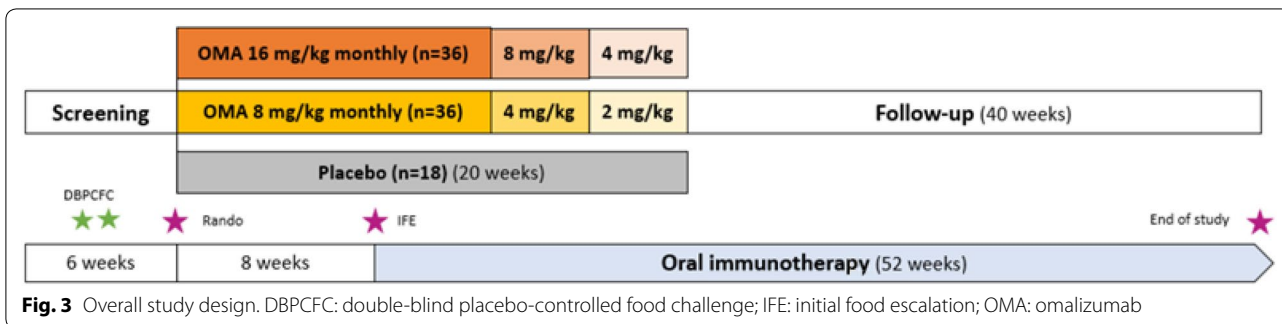 OMA 16 mg/kg monthly (n=36) 8 mg/kg 4 mg/kg
Screening OMA 8 mg/kg monthly (n=36) 4 mg/kg 2 mg/kg Follow-up (40 weeks)
Placebo (n=18) (20 weeks)
DBPCFC
Rando IFE End of study
6 weeks 8 weeks Oral immunotherapy (52 weeks)
Fig. 3 Overall study design. DBPCFC: double-blind placebo-controlled food challenge; IFE: initial food escalation; OMA: omalizumab